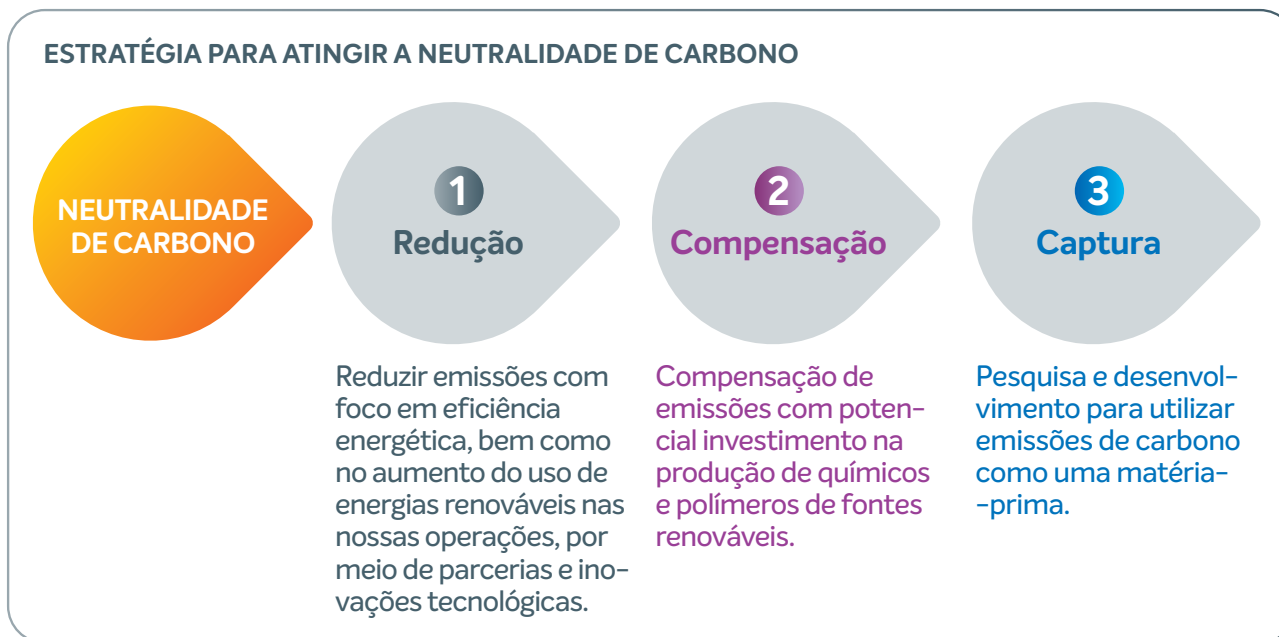 ESTRATÉGIA PARA ATINGIR A NEUTRALIDADE DE CARBONO
NEUTRALIDADE
DE CARBONO
1
Redução
Reduzir emissões com
foco em eficiência
energética, bem como
no aumento do uso de
energias renováveis nas
nossas operações, por
meio de parcerias e ino-
vações tecnológicas.
2
Compensação
Compensação de
emissões com poten-
cial investimento na
produção de químicos
e polímeros de fontes
renováveis.
3
Captura
Pesquisa e desenvol-
vimento para utilizar
emissões de carbono
como uma matéria-
-prima.